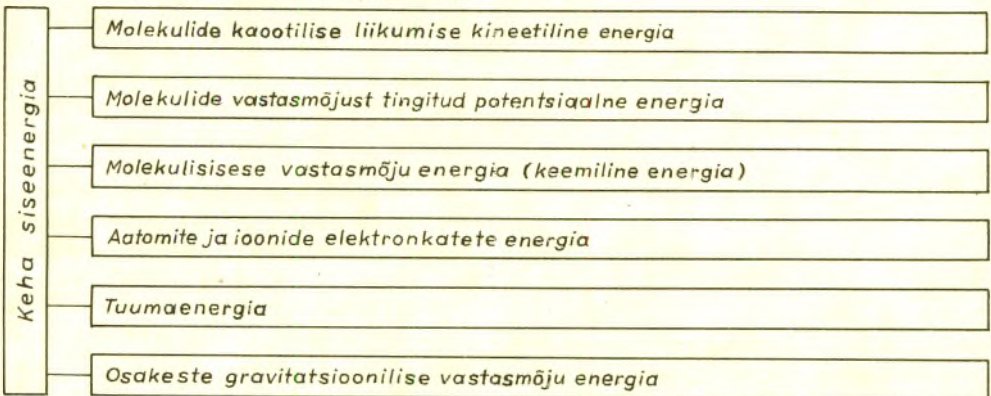 Keha siseenergia
Molekulide kaootilise liikumise kineetiline energia
Molekulide vastasmõjust tingitud potentsiaalne energia
Molekulisisese vastasmõju energia (keemiline energia)
Aatomite ja ioonide elektronkatete energia
Tuumaenergia
Osakeste gravitatsioonilise vastasmõju energia